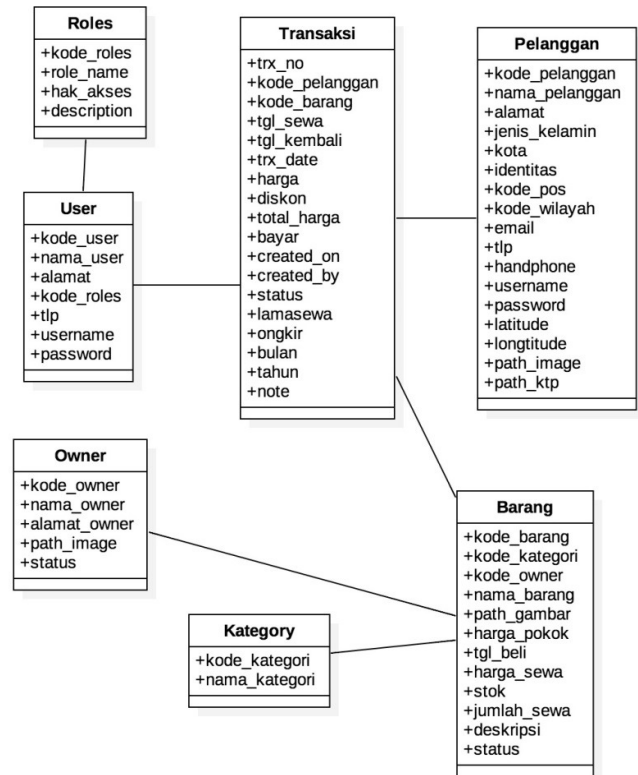 Roles
+kode_roles
+role_name
+hak_akses
+description
User
+kode_user
+nama_user
+alamat
+kode_roles
+tlp
+username
+password
Transaksi
+trx_no
+kode_pelanggan
+kode_barang
+tgl_sewa
+tgl_kembali
+trx_date
+harga
+diskon
+total_harga
+bayar
+created_on
+created_by
+status
+lamasewa
+ongkir
+bulan
+tahun
+note
Pelanggan
+kode_pelanggan
+nama_pelanggan
+alamat
+jenis_kelamin
+kota
+identitas
+kode_pos
+kode_wilayah
+email
+tlp
+handphone
+username
+password
+latitude
+longtitude
+path_image
+path_ktp
Owner
+kode_owner
+nama_owner
+alamat_owner
+path_image
+status
Kategory
+kode_kategori
+nama_kategori
Barang
+kode_barang
+kode_kategori
+kode_owner
+nama_barang
+path_gambar
+harga_pokok
+tgl_beli
+harga_sewa
+stok
+jumlah_sewa
+deskripsi
+status